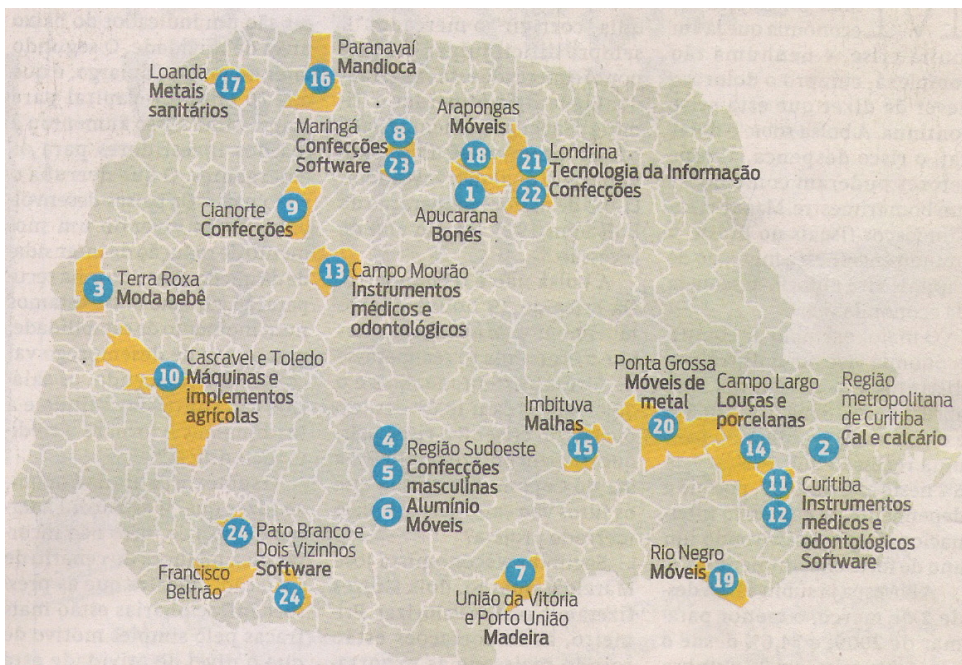 Paranavaí
Mandioca
16
Loanda
Metais
sanitários
17
Maringá
Confecções
Software
8
23
Arapongas
Móveis
18
21
22
Londrina
Tecnologia da Informação
Confecções
1
Apucarana
Bonés
Cianorte
Confecções
9
3
Terra Roxa
Moda bebê
13
Campo Mourão
Instrumentos
médicos e
odontológicos
10
Cascavel e Toledo
Máquinas e
implementos
agrícolas
Imbituva
Malhas
15
Ponta Grossa
Móveis de
metal
20
Campo Largo
Louças e
porcelanas
14
Região
metropolitana
de Curitiba
Cal e calcário
2
4
5
6
Região Sudoeste
Confecções
masculinas
Alumínio
Móveis
11
12
Curitiba
Instrumentos
médicos e
odontológicos
Software
24
Pato Branco e
Dois Vizinhos
Software
Francisco
Beltrão
24
7
União da Vitória
e Porto União
Madeira
Rio Negro
Móveis
19